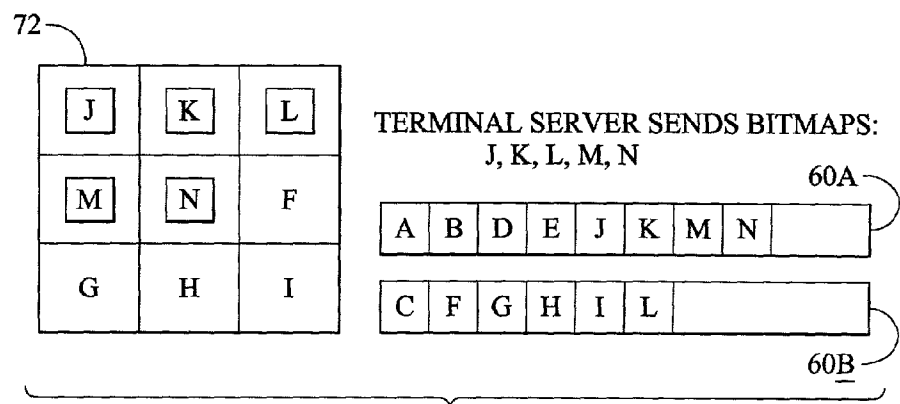 72
J K L
TERMINAL SERVER SENDS BITMAPS:
J, K, L, M, N
M N F
60A
A B D E J K M N
G H I
C F G H I L
60B